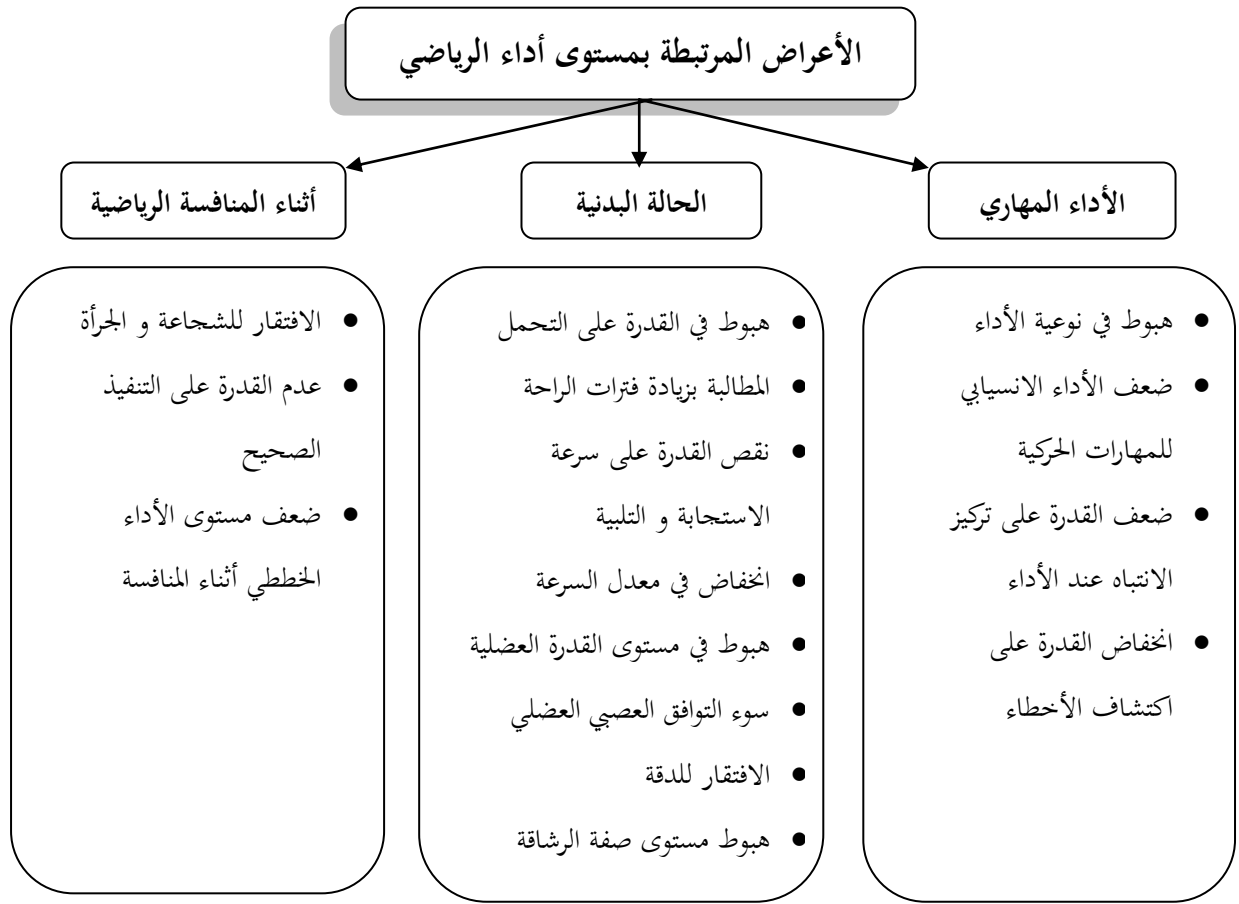 الأعراض المرتبطة بمستوى أداء الرياضي
الأداء المهاري
هبوط في نوعية الأداء
ضعف الأداء الانسيابي
للمهارات الحركية
ضعف القدرة على تركيز
الانتباه عند الأداء
انخفاض القدرة على
اكتشاف الأخطاء
الحالة البدنية
هبوط في القدرة على التحمل
المطالبة بزيادة فترات الراحة
نقص القدرة على سرعة
الاستجابة و التلبية
انخفاض في معدل السرعة
هبوط في مستوى القدرة العضلية
سوء التوافق العصبي العضلي
الافتقار للدقة
هبوط مستوى صفة الرشاقة
أثناء المنافسة الرياضية
الافتقار للشجاعة و الجرأة
عدم القدرة على التنفيذ
الصحيح
ضعف مستوى الأداء
الخططي أثناء المنافسة